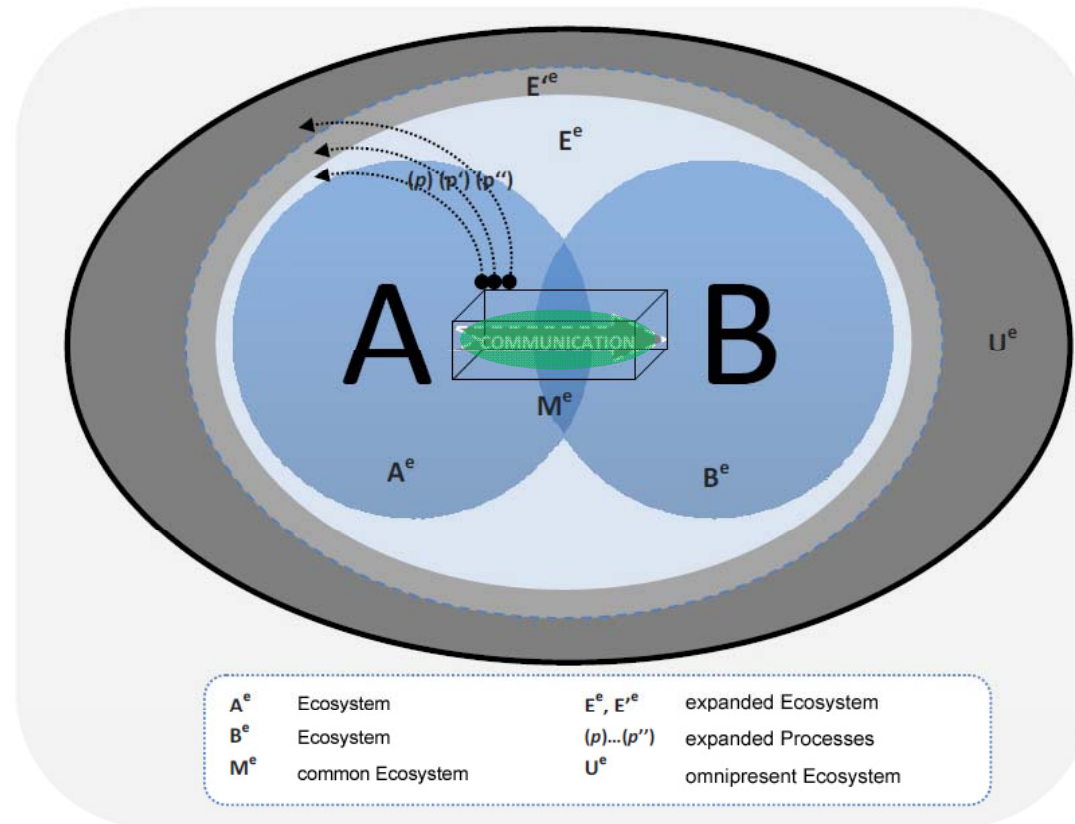 E'ᵉ
Eᵉ
(p) (p') (p'')
A
B
COMMUNICATION
Uᵉ
Mᵉ
Aᵉ
Bᵉ
Aᵉ Ecosystem
Bᵉ Ecosystem
Mᵉ common Ecosystem
Eᵉ, E'ᵉ expanded Ecosystem
(p)...(p'') expanded Processes
Uᵉ omnipresent Ecosystem